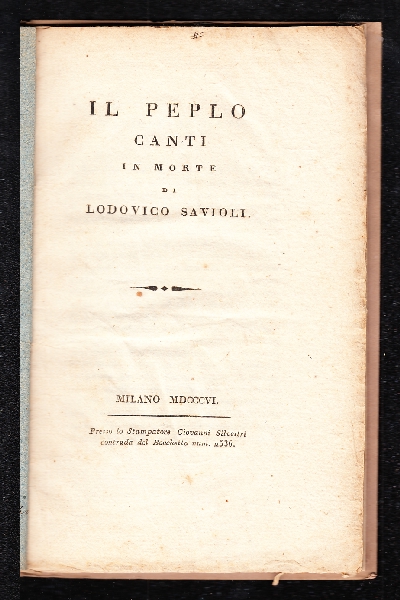 IL PEPLO
CANTI
IN MORTE
DI
LODOVICO SAVIOLI.
MILANO MDCCCVI.
Presso lo Stampatore Giovanni Silvestri
contrada del Bocchetto num. 2536.